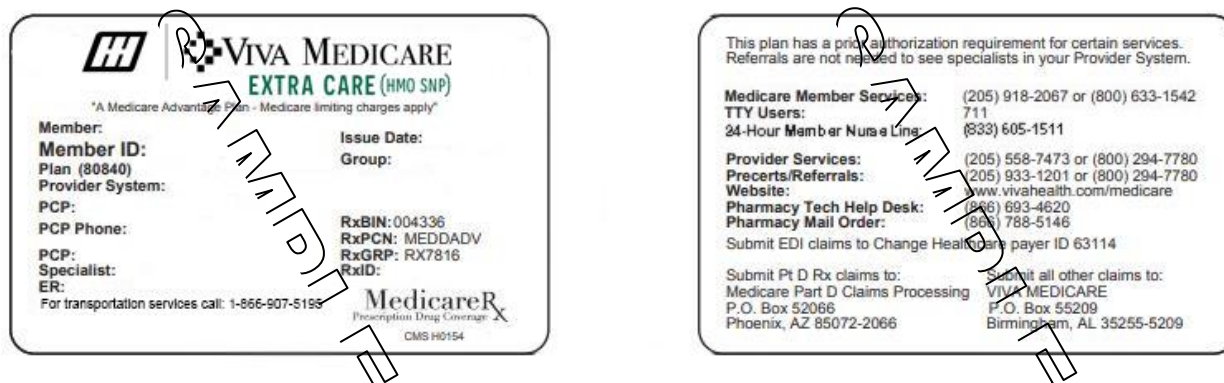 VIVA MEDICARE
EXTRA CARE (HMO SNP)
"A Medicare Advantage Plan - Medicare limiting charges apply"
Member:
Member ID:
Plan (80840)
Provider System:
PCP:
PCP Phone:
PCP:
Specialist:
ER:
For transportation services call: 1-866-907-5195
Issue Date:
Group:
RxBIN: 004336
RxPCN: MEDDADV
RxGRP: RX7816
RxID:
MedicareRx
Prescription Drug Coverage
CMS H0154
SAMPLE
This plan has a prior authorization requirement for certain services.
Referrals are not needed to see specialists in your Provider System.
Medicare Member Services: (205) 918-2067 or (800) 633-1542
TTY Users: 711
24-Hour Member Nurse Line: (833) 605-1511
Provider Services: (205) 558-7473 or (800) 294-7780
Precerts/Referrals: (205) 933-1201 or (800) 294-7780
Website: www.vivahealth.com/medicare
Pharmacy Tech Help Desk: (866) 693-4620
Pharmacy Mail Order: (866) 788-5146
Submit EDI claims to Change Healthcare payer ID 63114
Submit Pt D Rx claims to:
Medicare Part D Claims Processing
P.O. Box 52066
Phoenix, AZ 85072-2066
Submit all other claims to:
VIVA MEDICARE
P.O. Box 55209
Birmingham, AL 35255-5209
SAMPLE